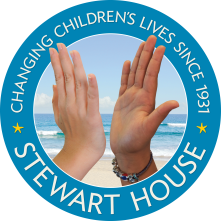 CHANGING CHILDREN'S LIVES SINCE 1931
STEWART HOUSE